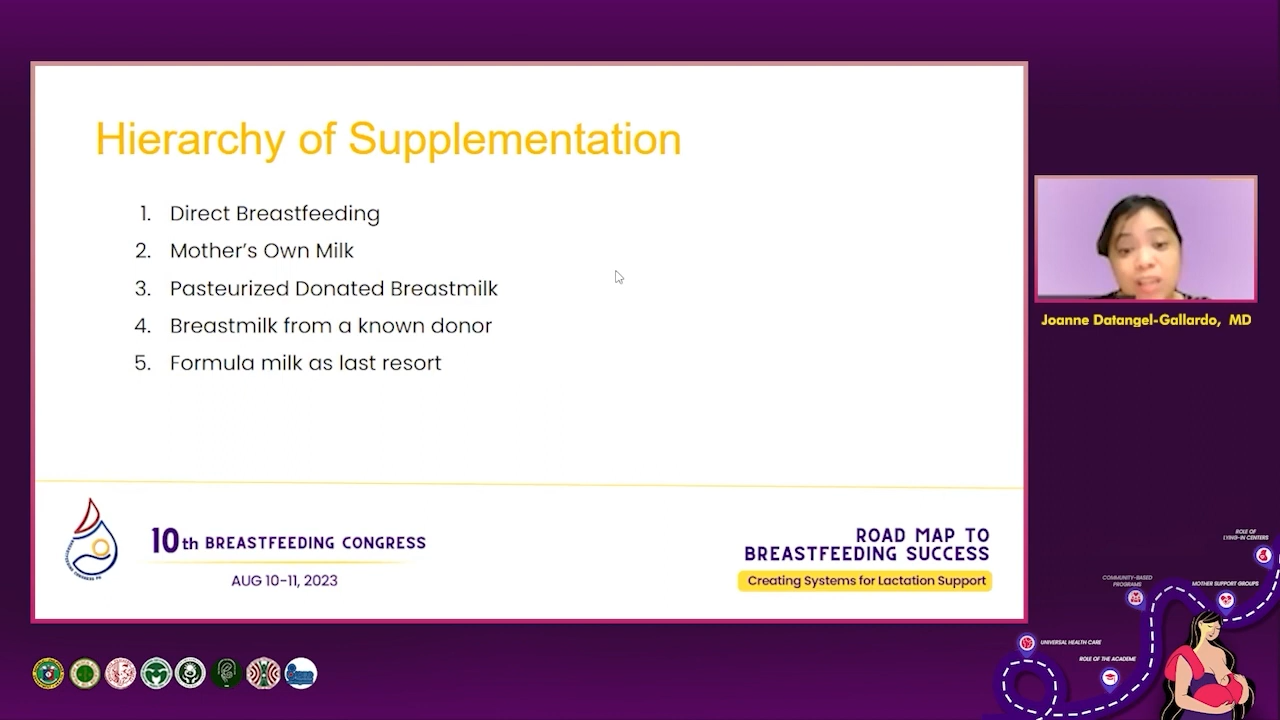 Hierarchy of Supplementation
1. Direct Breastfeeding
2. Mother's Own Milk
3. Pasteurized Donated Breastmilk
4. Breastmilk from a known donor
5. Formula milk as last resort
10th BREASTFEEDING CONGRESS
AUG 10-11, 2023
ROAD MAP TO
BREASTFEEDING SUCCESS
Creating Systems for Lactation Support
Joanne Datangel-Gallardo, MD
ROLE OF
LYING-IN CENTERS
COMMUNITY-BASED
PROGRAMS
MOTHER SUPPORT GROUPS
UNIVERSAL HEALTH CARE
ROLE OF THE ACADEME